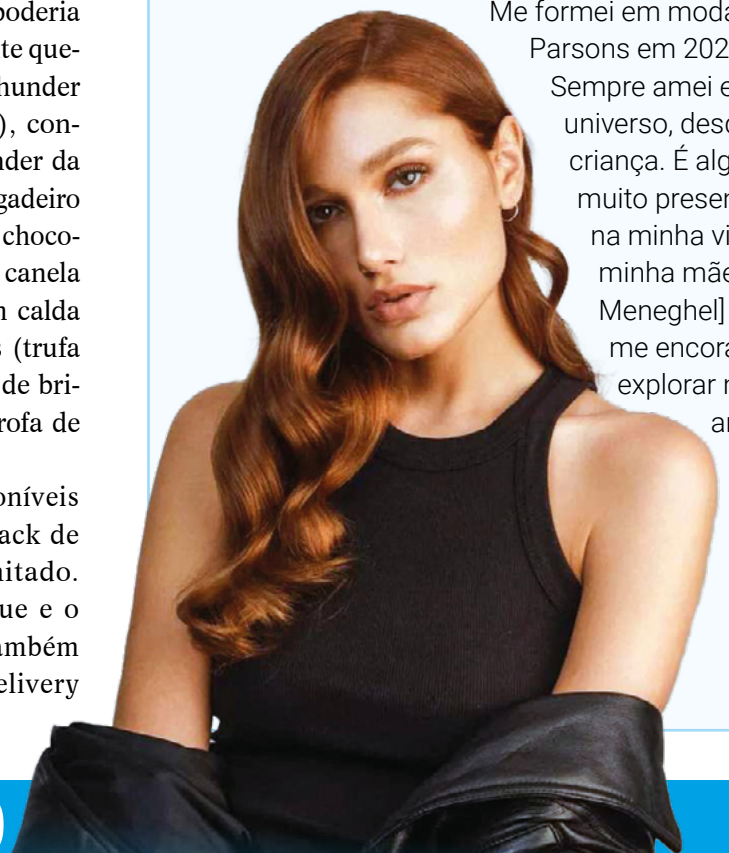 poderia
te que-
hunder
), con-
nder da
gadeiro
choco-
canela
n calda
s (trufa
de bri-
rofa de
oníveis
ack de
nitado.
ue e o
ambém
elivery
Me formei em moda
Parsons em 202
Sempre amei e
universo, desd
criança. É alg
muito presen
na minha vi
minha mãe
Meneghel]
me encora
explorar n
ar